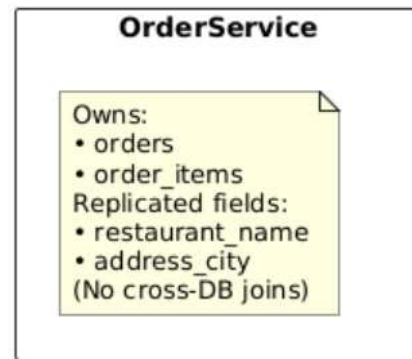 OrderService
Owns:
• orders
• order_items
Replicated fields:
• restaurant_name
• address_city
(No cross-DB joins)